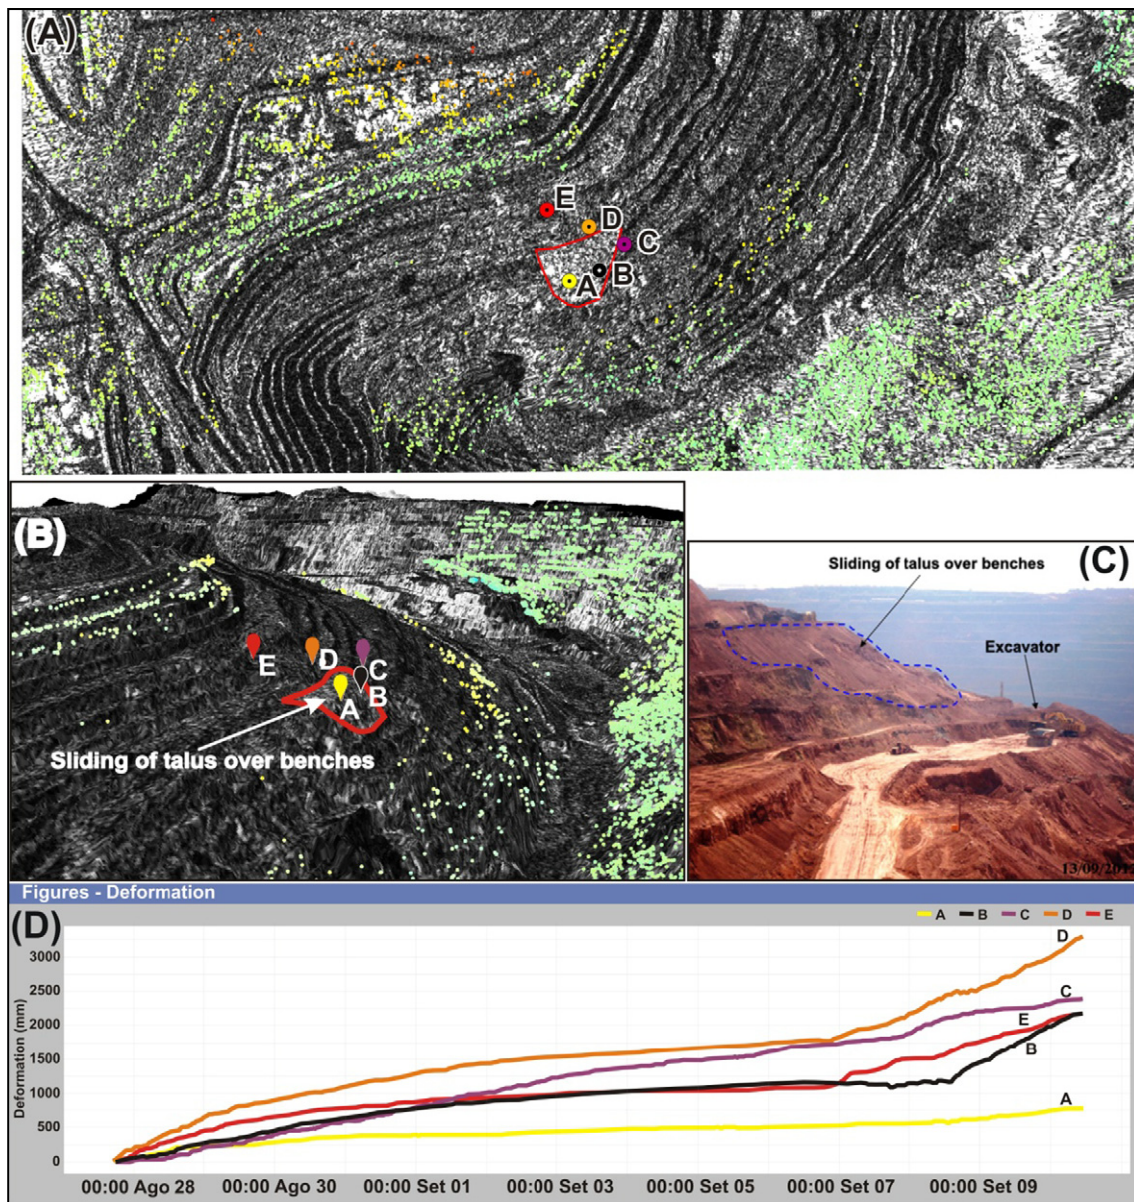 (A)
E
D
C
B
A
(B)
E
D
C
B
A
Sliding of talus over benches
(C)
Sliding of talus over benches
Excavator
Figures - Deformation
(D)
A B C D E
Deformation (mm)
3000
2500
2000
1500
1000
500
0
D
C
E
B
A
00:00 Ago 28 00:00 Ago 30 00:00 Set 01 00:00 Set 03 00:00 Set 05 00:00 Set 07 00:00 Set 09